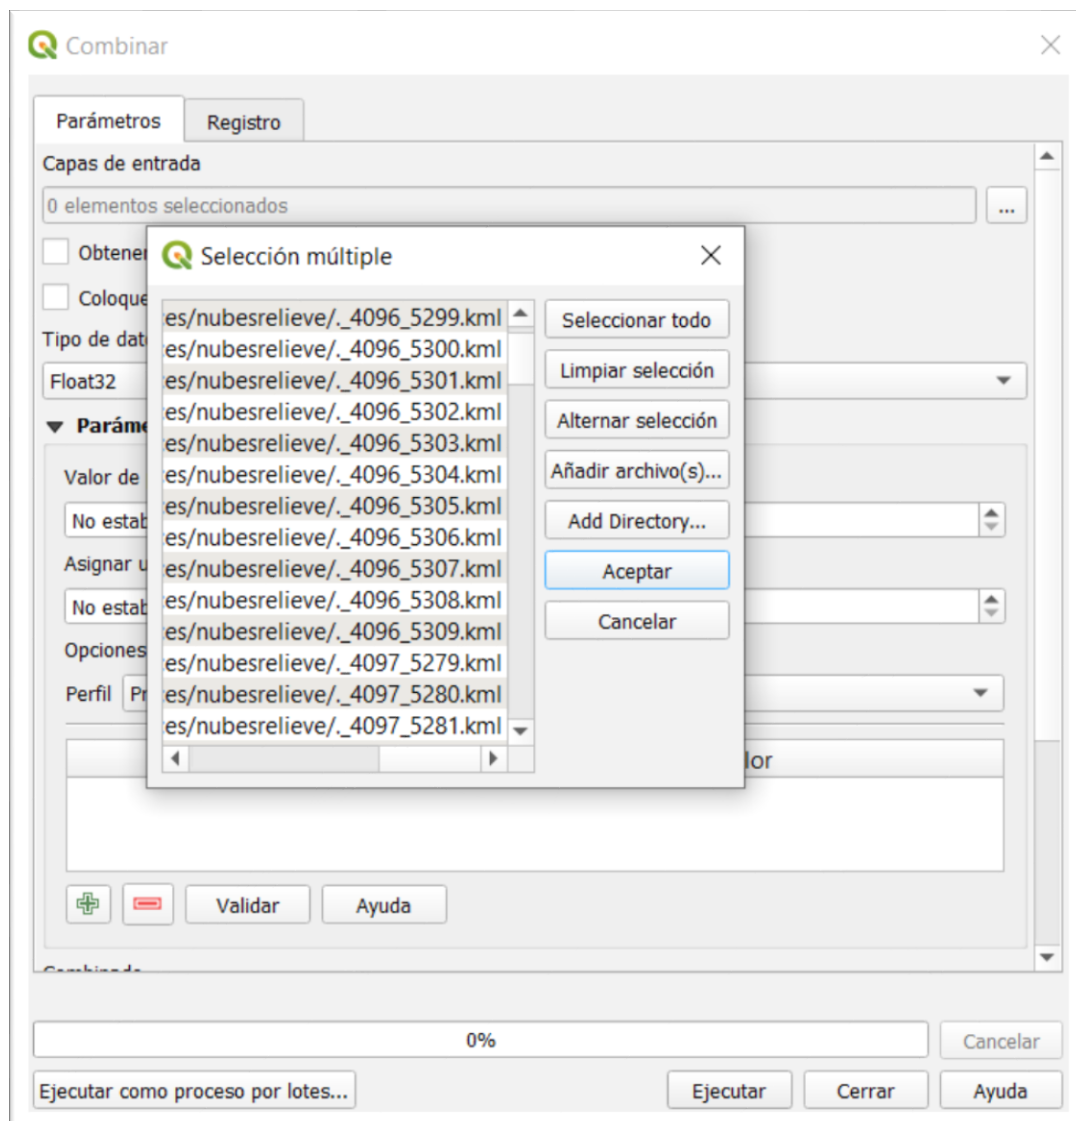 Combinar
Parámetros
Registro
Capas de entrada
0 elementos seleccionados
...
Obtener
Coloque
Tipo de dat
Float32
Paráme
Valor de
No estab
Asignar u
No estab
Opciones
Perfil Pr
lor
Selección múltiple
es/nubesrelieve/._4096_5299.kml
es/nubesrelieve/._4096_5300.kml
es/nubesrelieve/._4096_5301.kml
es/nubesrelieve/._4096_5302.kml
es/nubesrelieve/._4096_5303.kml
es/nubesrelieve/._4096_5304.kml
es/nubesrelieve/._4096_5305.kml
es/nubesrelieve/._4096_5306.kml
es/nubesrelieve/._4096_5307.kml
es/nubesrelieve/._4096_5308.kml
es/nubesrelieve/._4096_5309.kml
es/nubesrelieve/._4097_5279.kml
es/nubesrelieve/._4097_5280.kml
es/nubesrelieve/._4097_5281.kml
Seleccionar todo
Limpiar selección
Alternar selección
Añadir archivo(s)...
Add Directory...
Aceptar
Cancelar
Validar
Ayuda
0%
Cancelar
Ejecutar como proceso por lotes...
Ejecutar
Cerrar
Ayuda